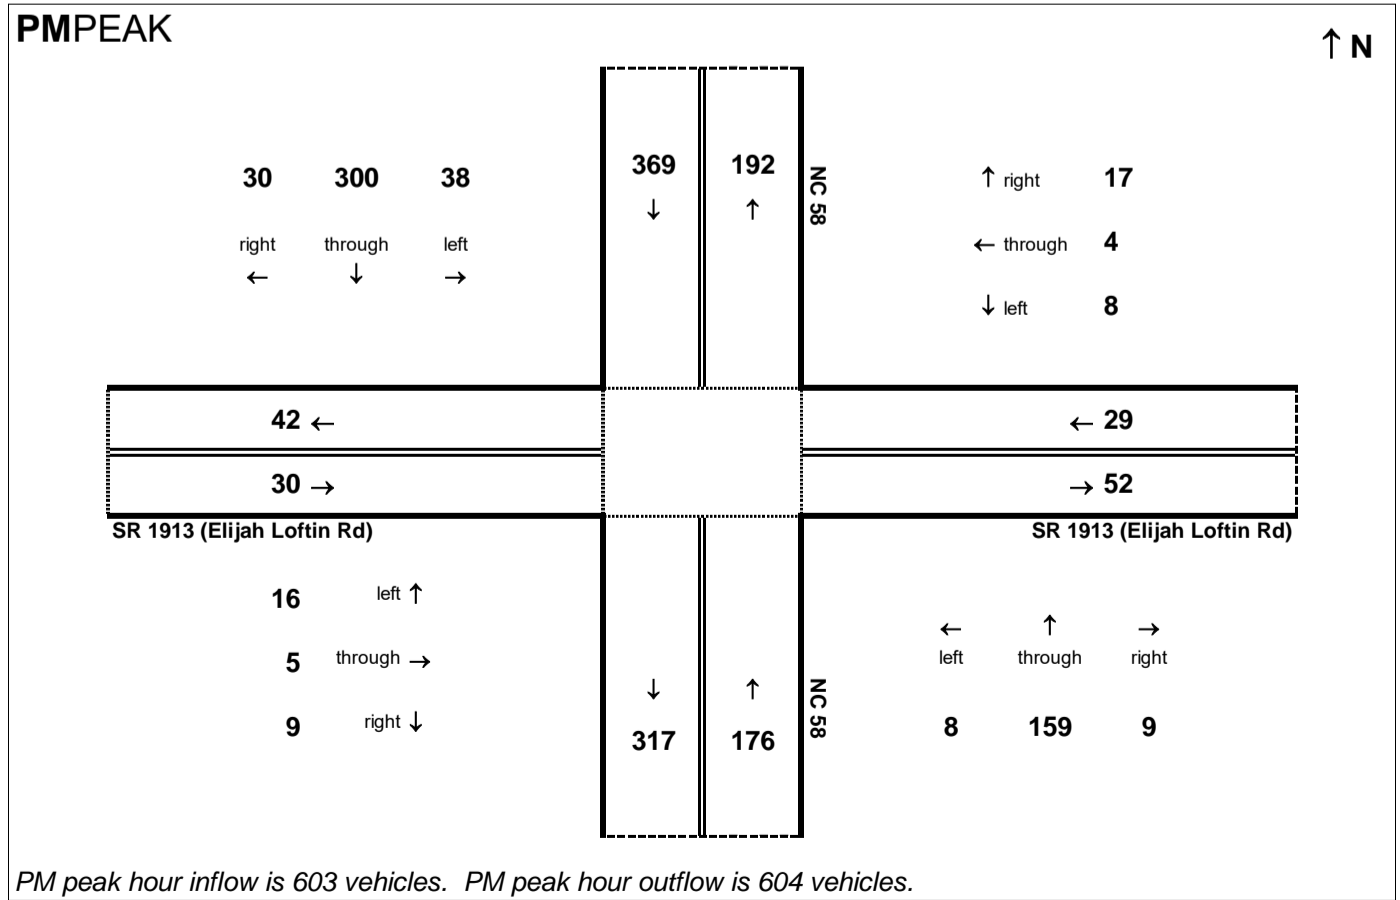 PMPEAK
↑ N
30 300 38
right through left
← ↓ →
369 192
↓ ↑
NC 58
↑ right 17
← through 4
↓ left 8
42 ←
30 →
← 29
→ 52
SR 1913 (Elijah Loftin Rd)
SR 1913 (Elijah Loftin Rd)
16 left ↑
5 through →
9 right ↓
↓ ↑
317 176
NC 58
← ↑ →
left through right
8 159 9
PM peak hour inflow is 603 vehicles. PM peak hour outflow is 604 vehicles.